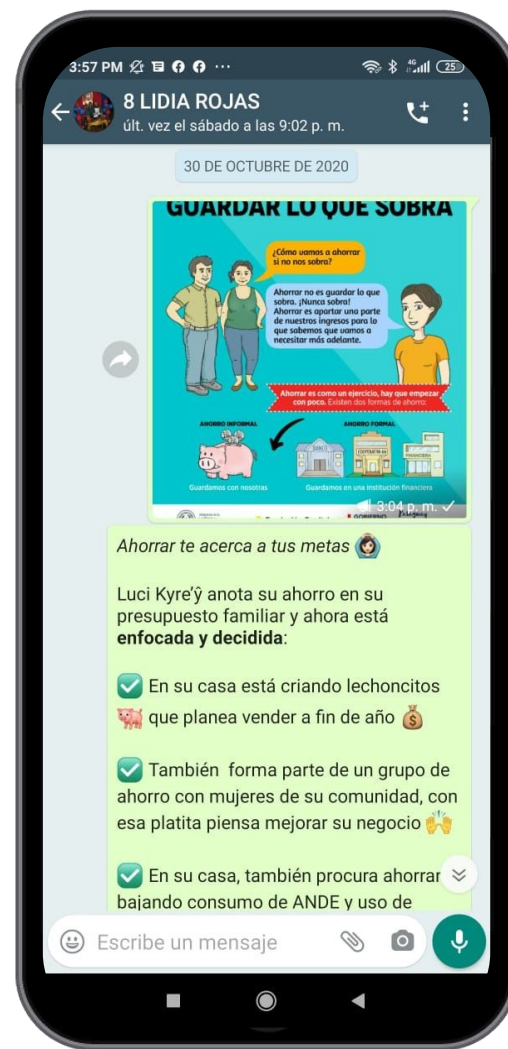 3:57 PM
4G
25
8 LIDIA ROJAS
últ. vez el sábado a las 9:02 p. m.
30 DE OCTUBRE DE 2020
GUARDAR LO QUE SOBRA
¿Cómo vamos a ahorrar
si no nos sobra?
Ahorrar no es guardar lo que
sobra. ¡Nunca sobra!
Ahorrar es apartar una parte
de nuestros ingresos para lo
que sabemos que vamos a
necesitar más adelante.
Ahorrar es como un ejercicio, hay que empezar
con poco. Existen dos formas de ahorro:
AHORRO INFORMAL
AHORRO FORMAL
BANCO
COOPERATIVA
FINANCIERA
Guardamos con nosotras
Guardamos en una institución financiera
3:04 p. m.
Ahorrar te acerca a tus metas
Luci Kyre'ŷ anota su ahorro en su
presupuesto familiar y ahora está
enfocada y decidida:
En su casa está criando lechoncitos
que planea vender a fin de año
También forma parte de un grupo de
ahorro con mujeres de su comunidad, con
esa platita piensa mejorar su negocio
En su casa, también procura ahorrar
bajando consumo de ANDE y uso de
Escribe un mensaje